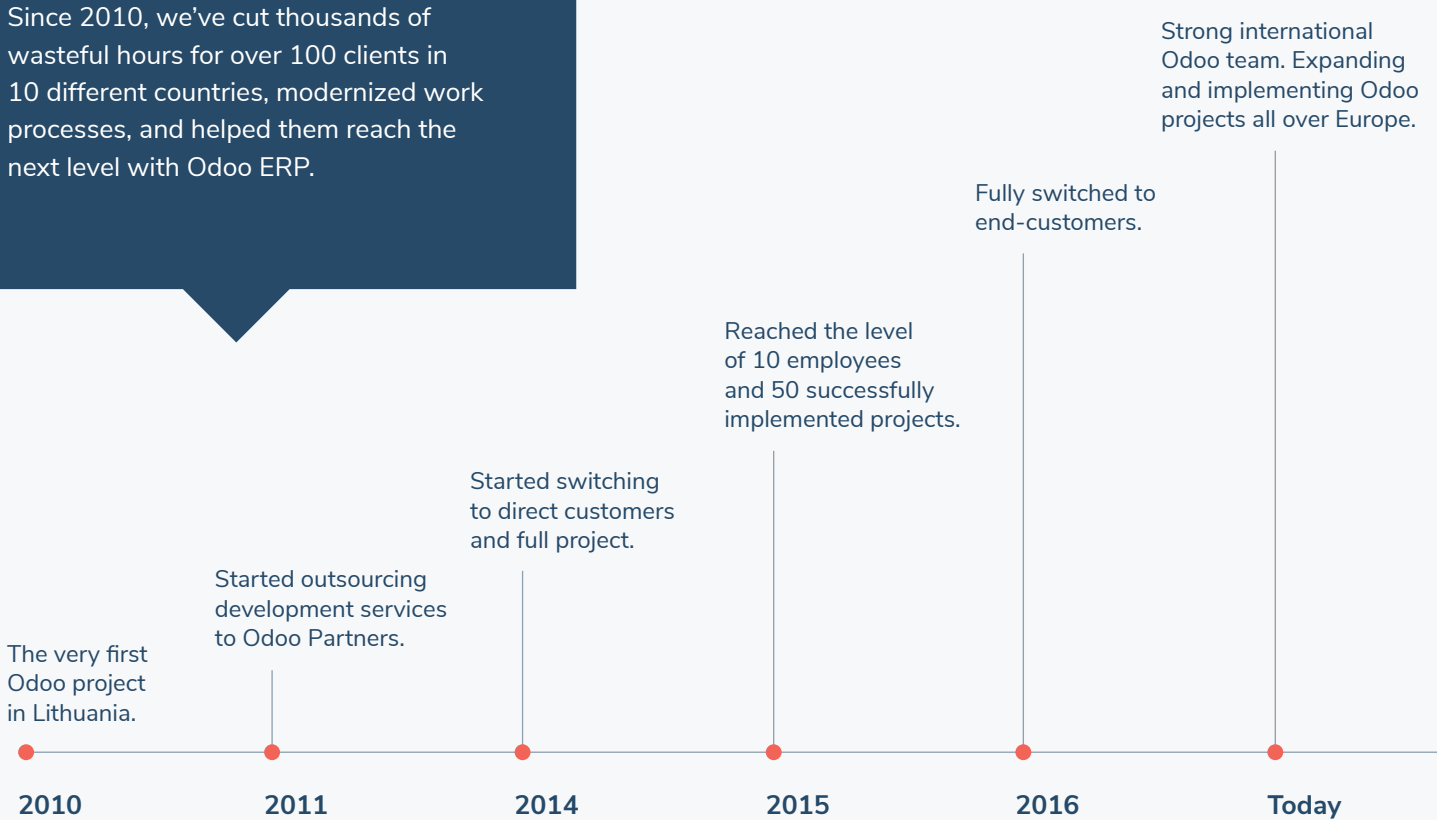 Since 2010, we’ve cut thousands of
wasteful hours for over 100 clients in
10 different countries, modernized work
processes, and helped them reach the
next level with Odoo ERP.
The very first
Odoo project
in Lithuania.
2010
Started outsourcing
development services
to Odoo Partners.
2011
Started switching
to direct customers
and full project.
2014
Reached the level
of 10 employees
and 50 successfully
implemented projects.
2015
Fully switched to
end-customers.
2016
Strong international
Odoo team. Expanding
and implementing Odoo
projects all over Europe.
Today